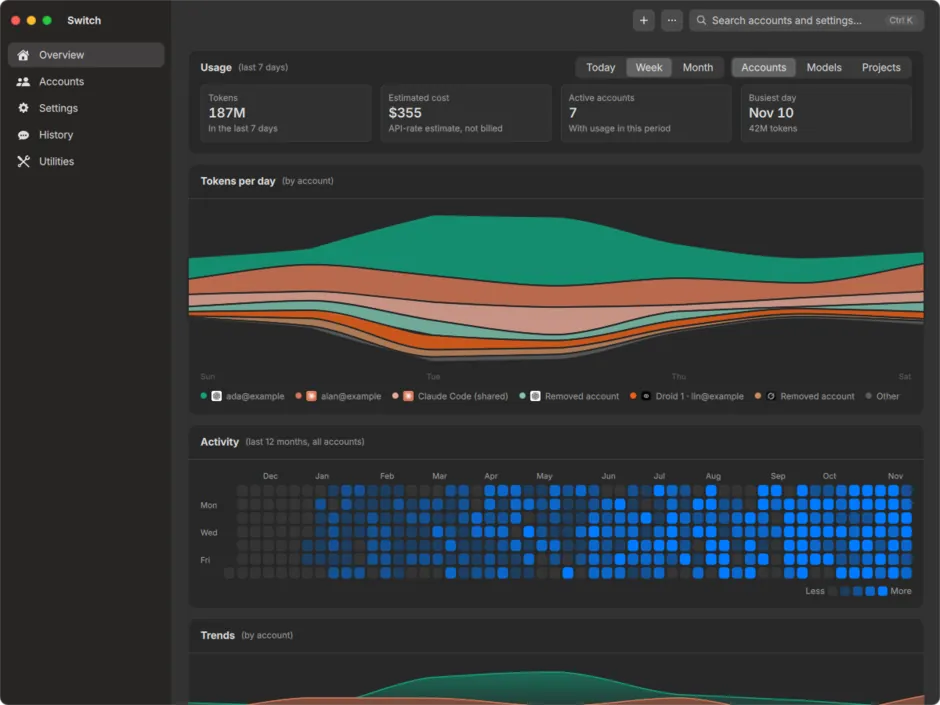 Switch
+ ... Search accounts and settings... Ctrl K
Overview
Accounts
Settings
History
Utilities
Usage (last 7 days)
Today Week Month Accounts Models Projects
Tokens
187M
In the last 7 days
Estimated cost
$355
API-rate estimate, not billed
Active accounts
7
With usage in this period
Busiest day
Nov 10
42M tokens
Tokens per day (by account)
Sun Tue Thu Sat
ada@example alan@example Claude Code (shared) Removed account Droid 1 · lin@example Removed account Other
Activity (last 12 months, all accounts)
Dec Jan Feb Mar Apr May Jun Jul Aug Sep Oct Nov
Mon
Wed
Fri
Less More
Trends (by account)